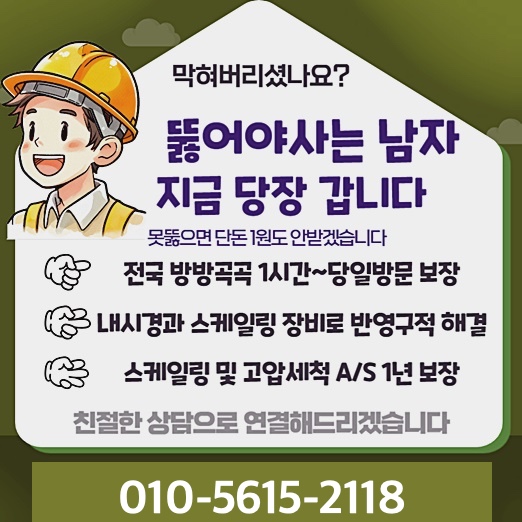 막혀버리셨나요?
뚫어야사는 남자
지금 당장 갑니다
못뚫으면 단돈 1원도 안받겠습니다
전국 방방곡곡 1시간~당일방문 보장
내시경과 스케일링 장비로 반영구적 해결
스케일링 및 고압세척 A/S 1년 보장
친절한 상담으로 연결해드리겠습니다
010-5615-2118